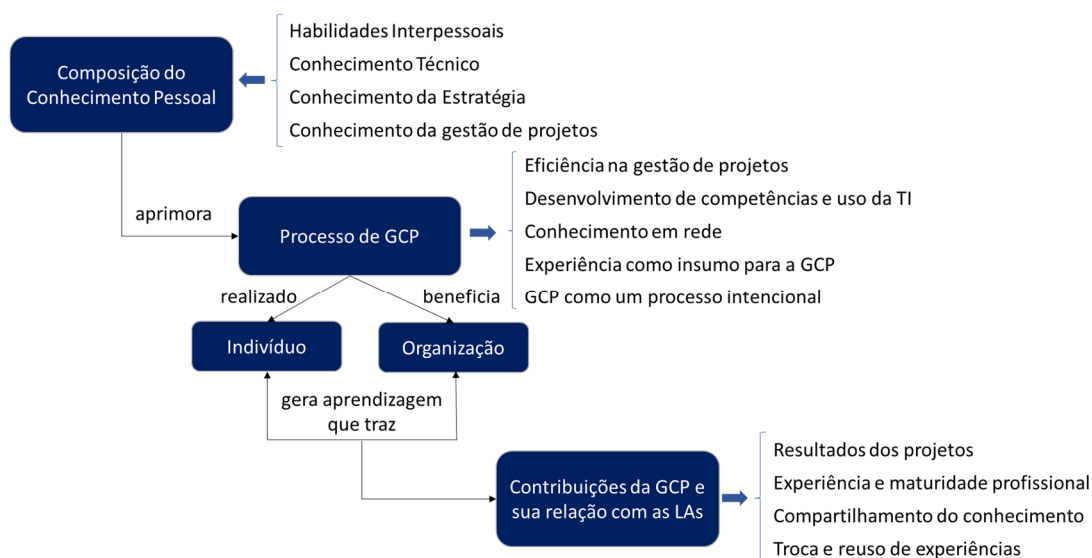 Habilidades Interpessoais
Conhecimento Técnico
Conhecimento da Estratégia
Conhecimento da gestão de projetos
Composição do
Conhecimento Pessoal
aprimora
Processo de GCP
Eficiência na gestão de projetos
Desenvolvimento de competências e uso da TI
Conhecimento em rede
Experiência como insumo para a GCP
GCP como um processo intencional
realizado
beneficia
Indivíduo
Organização
gera aprendizagem
que traz
Contribuições da GCP e
sua relação com as LAs
Resultados dos projetos
Experiência e maturidade profissional
Compartilhamento do conhecimento
Troca e reuso de experiências